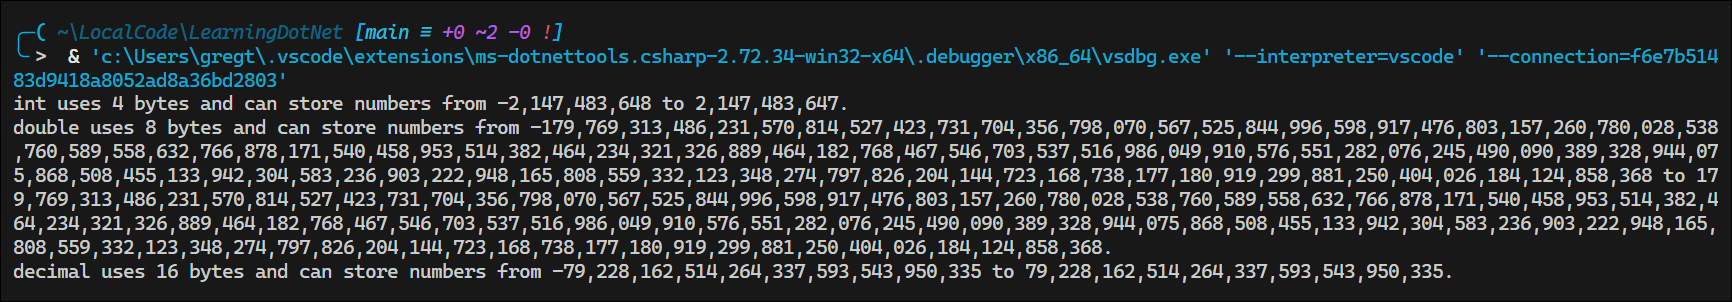 ╭─( ~\LocalCode\LearningDotNet [main ≡ +0 ~2 -0 !]
╰ >  & 'c:\Users\gregt\.vscode\extensions\ms-dotnettools.csharp-2.72.34-win32-x64\.debugger\x86_64\vsdbg.exe' '--interpreter=vscode' '--connection=f6e7b514
83d9418a8052ad8a36bd2803'
int uses 4 bytes and can store numbers from -2,147,483,648 to 2,147,483,647.
double uses 8 bytes and can store numbers from -179,769,313,486,231,570,814,527,423,731,704,356,798,070,567,525,844,996,598,917,476,803,157,260,780,028,538
,760,589,558,632,766,878,171,540,458,953,514,382,464,234,321,326,889,464,182,768,467,546,703,537,516,986,049,910,576,551,282,076,245,490,090,389,328,944,07
5,868,508,455,133,942,304,583,236,903,222,948,165,808,559,332,123,348,274,797,826,204,144,723,168,738,177,180,919,299,881,250,404,026,184,124,858,368 to 17
9,769,313,486,231,570,814,527,423,731,704,356,798,070,567,525,844,996,598,917,476,803,157,260,780,028,538,760,589,558,632,766,878,171,540,458,953,514,382,4
64,234,321,326,889,464,182,768,467,546,703,537,516,986,049,910,576,551,282,076,245,490,090,389,328,944,075,868,508,455,133,942,304,583,236,903,222,948,165,
808,559,332,123,348,274,797,826,204,144,723,168,738,177,180,919,299,881,250,404,026,184,124,858,368.
decimal uses 16 bytes and can store numbers from -79,228,162,514,264,337,593,543,950,335 to 79,228,162,514,264,337,593,543,950,335.